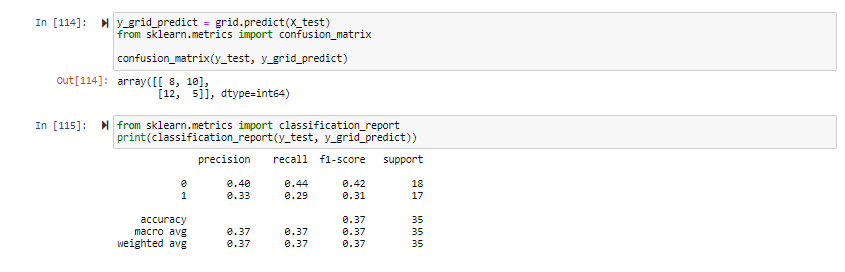 In [114]: y_grid_predict = grid.predict(X_test)
from sklearn.metrics import confusion_matrix
confusion_matrix(y_test, y_grid_predict)
Out[114]: array([[ 8, 10],
[12,  5]], dtype=int64)
In [115]: from sklearn.metrics import classification_report
print(classification_report(y_test, y_grid_predict))
precision recall f1-score support
0 0.40 0.44 0.42 18
1 0.33 0.29 0.31 17
accuracy 0.37 35
macro avg 0.37 0.37 0.37 35
weighted avg 0.37 0.37 0.37 35